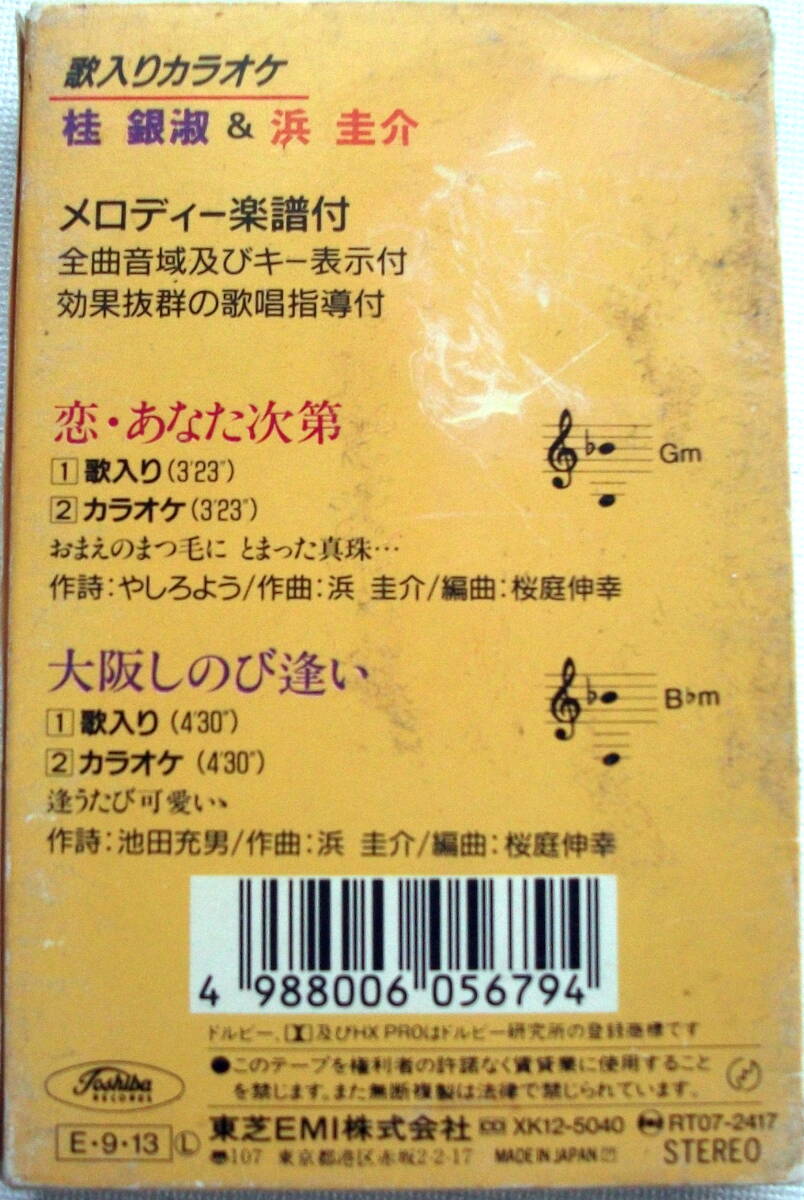 歌入りカラオケ
桂 銀淑 & 浜 圭介
メロディー楽譜付
全曲音域及びキー表示付
効果抜群の歌唱指導付
恋・あなた次第
1 歌入り (3'23")
2 カラオケ (3'23")
Gm
おまえのまつ毛に とまった真珠…
作詩:やしろよう/作曲:浜 圭介/編曲:桜庭伸幸
大阪しのび逢い
1 歌入り (4'30")
2 カラオケ (4'30")
B♭m
逢うたび可愛い、
作詩:池田充男/作曲:浜 圭介/編曲:桜庭伸幸
4 988006 056794
ドルビー、及びHX PROはドルビー研究所の登録商標です
●このテープを権利者の許諾なく賃貸業に使用すること
を禁じます。また無断複製は法律で禁じられています。
Toshiba
RECORDS
E・9・13 Ⓛ
東芝EMI株式会社 XK12-5040 RT07-2417
107 東京都港区赤坂2-2-17 MADE IN JAPAN STEREO